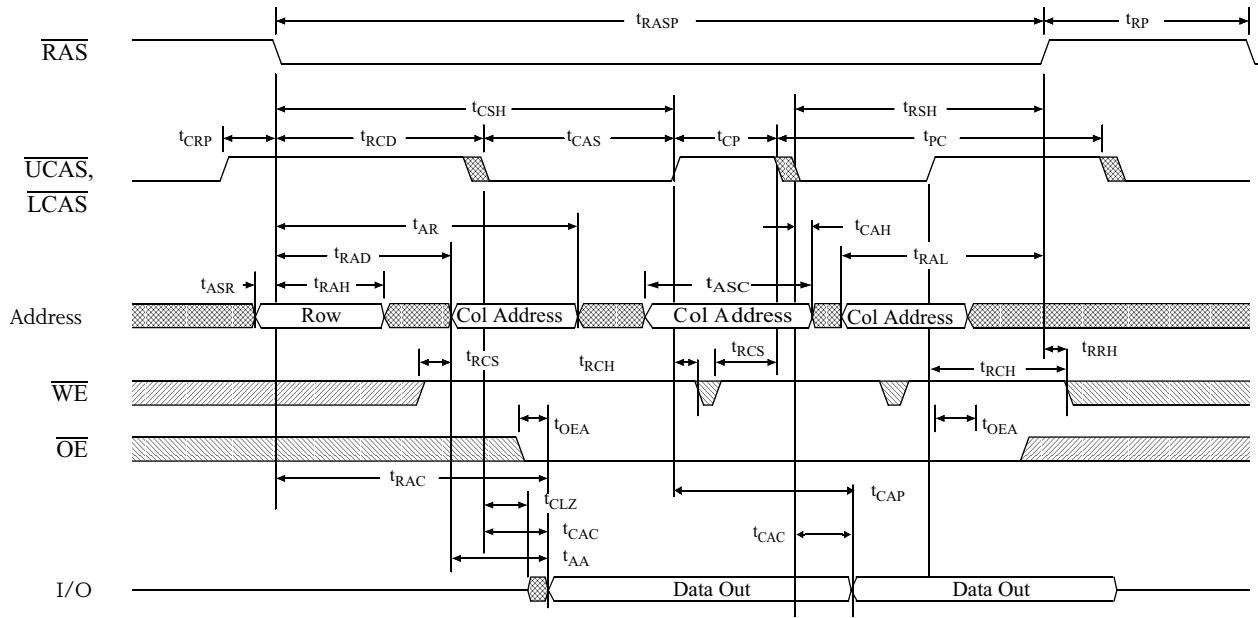 tRASP tRP
RAS
tCSH tRSH
tCRP tRCD tCAS tCP tPC
UCAS,
LCAS
tAR tCAH
tRAD tRAL
tASR tRAH tASC
Address Row Col Address Col Address Col Address
tRCS tRCH tRCS tRCH tRRH
WE
tOEA tOEA
OE
tRAC
tCLZ tCAP
tCAC tCAC
tAA
I/O Data Out Data Out